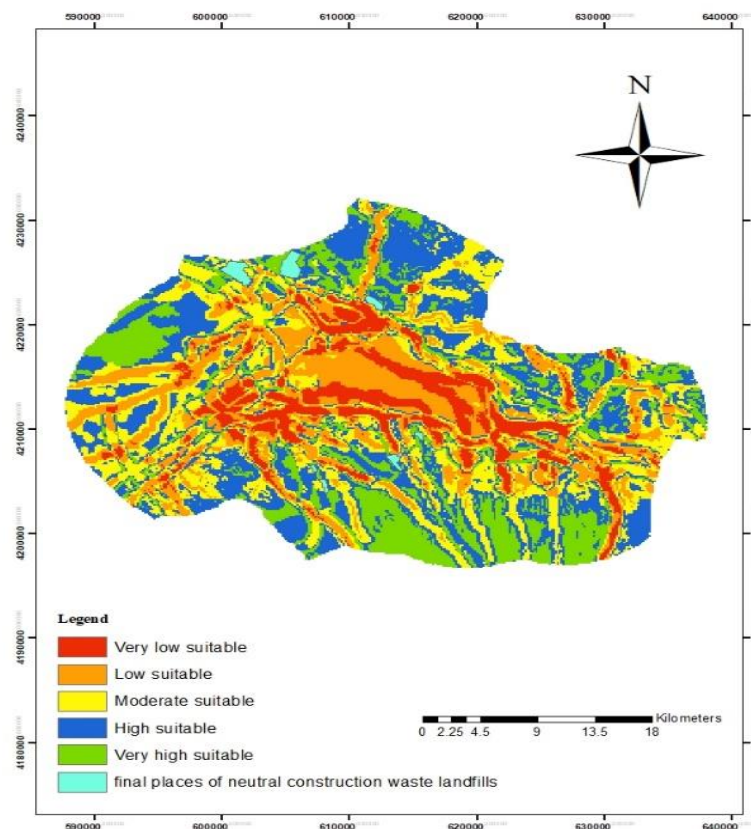 590000 600000 610000 620000 630000 640000
N
4240000
4230000
4220000
4210000
4200000
4190000
4180000
Legend
Very low suitable
Low suitable
Moderate suitable
High suitable
Very high suitable
final places of neutral construction waste landfills
Kilometers
0 2.25 4.5 9 13.5 18
590000 600000 610000 620000 630000 640000